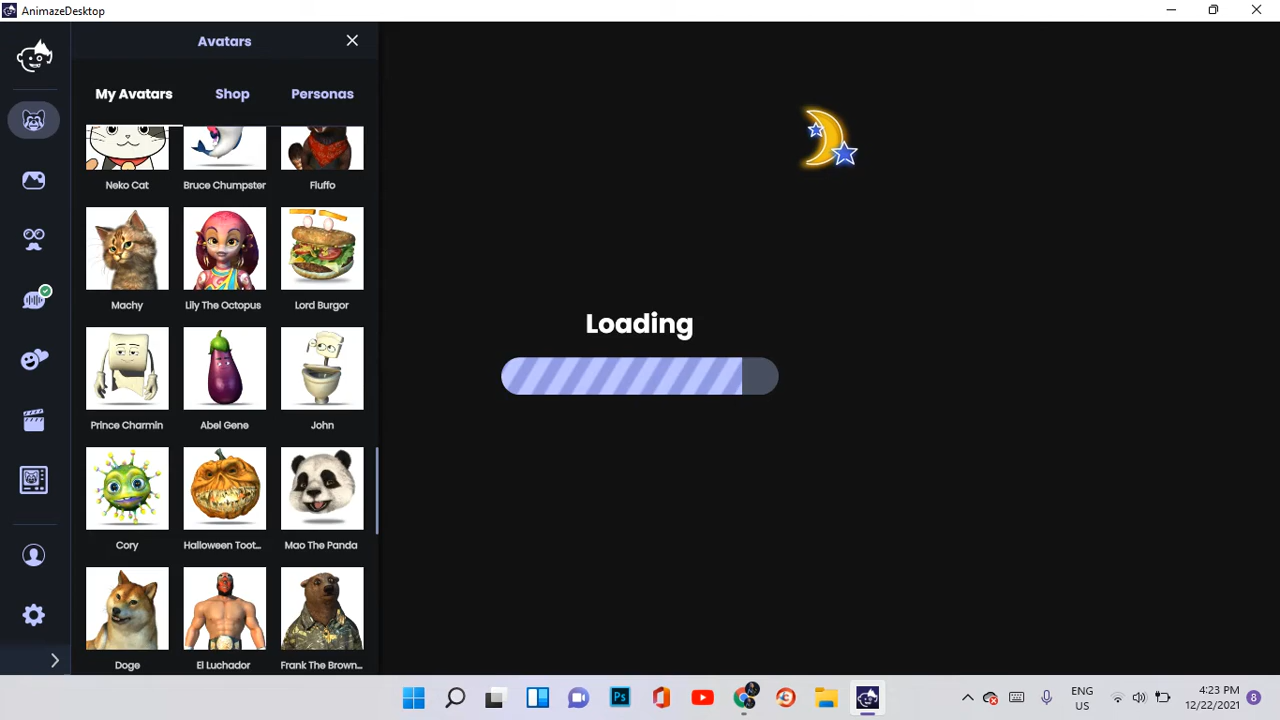 AnimazeDesktop
Avatars
My Avatars Shop Personas
Neko Cat Bruce Chumpster Fluffo
Machy Lily The Octopus Lord Burgor
Prince Charmin Abel Gene John
Cory Halloween Toot... Mao The Panda
Doge El Luchador Frank The Brown...
Loading
Ps
ENG
US
4:23 PM
12/22/2021
8